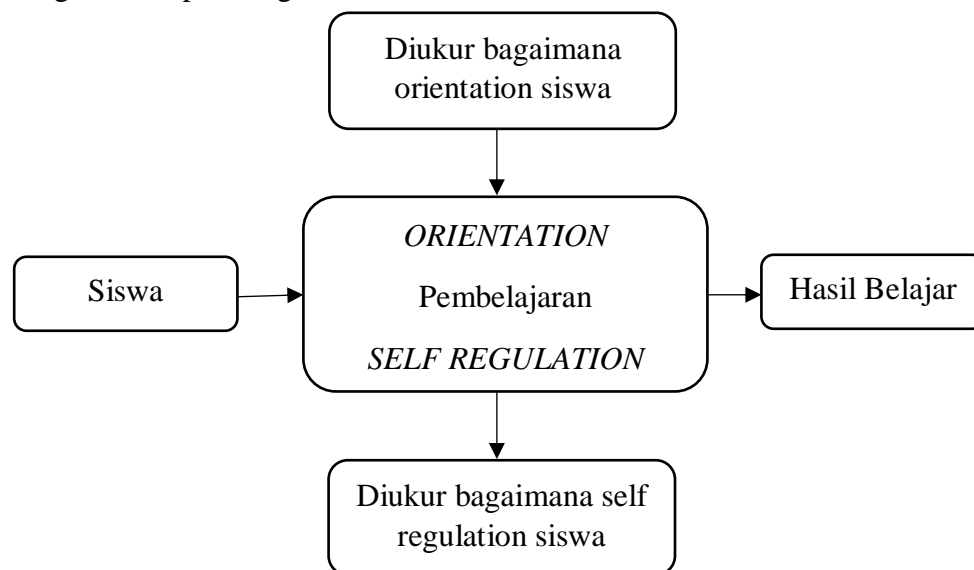 Diukur bagaimana
orientation siswa
ORIENTATION
Siswa
Pembelajaran
Hasil Belajar
SELF REGULATION
Diukur bagaimana self
regulation siswa